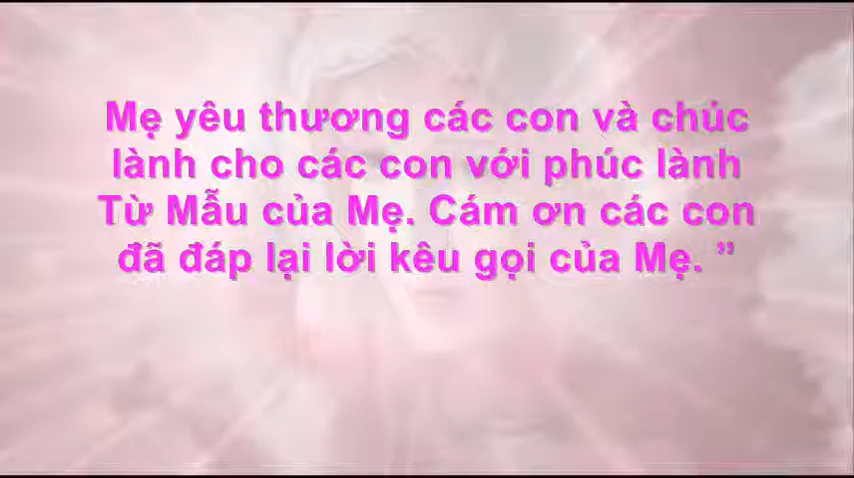 Mẹ yêu thương các con và chúc
lành cho các con với phúc lành
Từ Mẫu của Mẹ. Cám ơn các con
đã đáp lại lời kêu gọi của Mẹ. ”